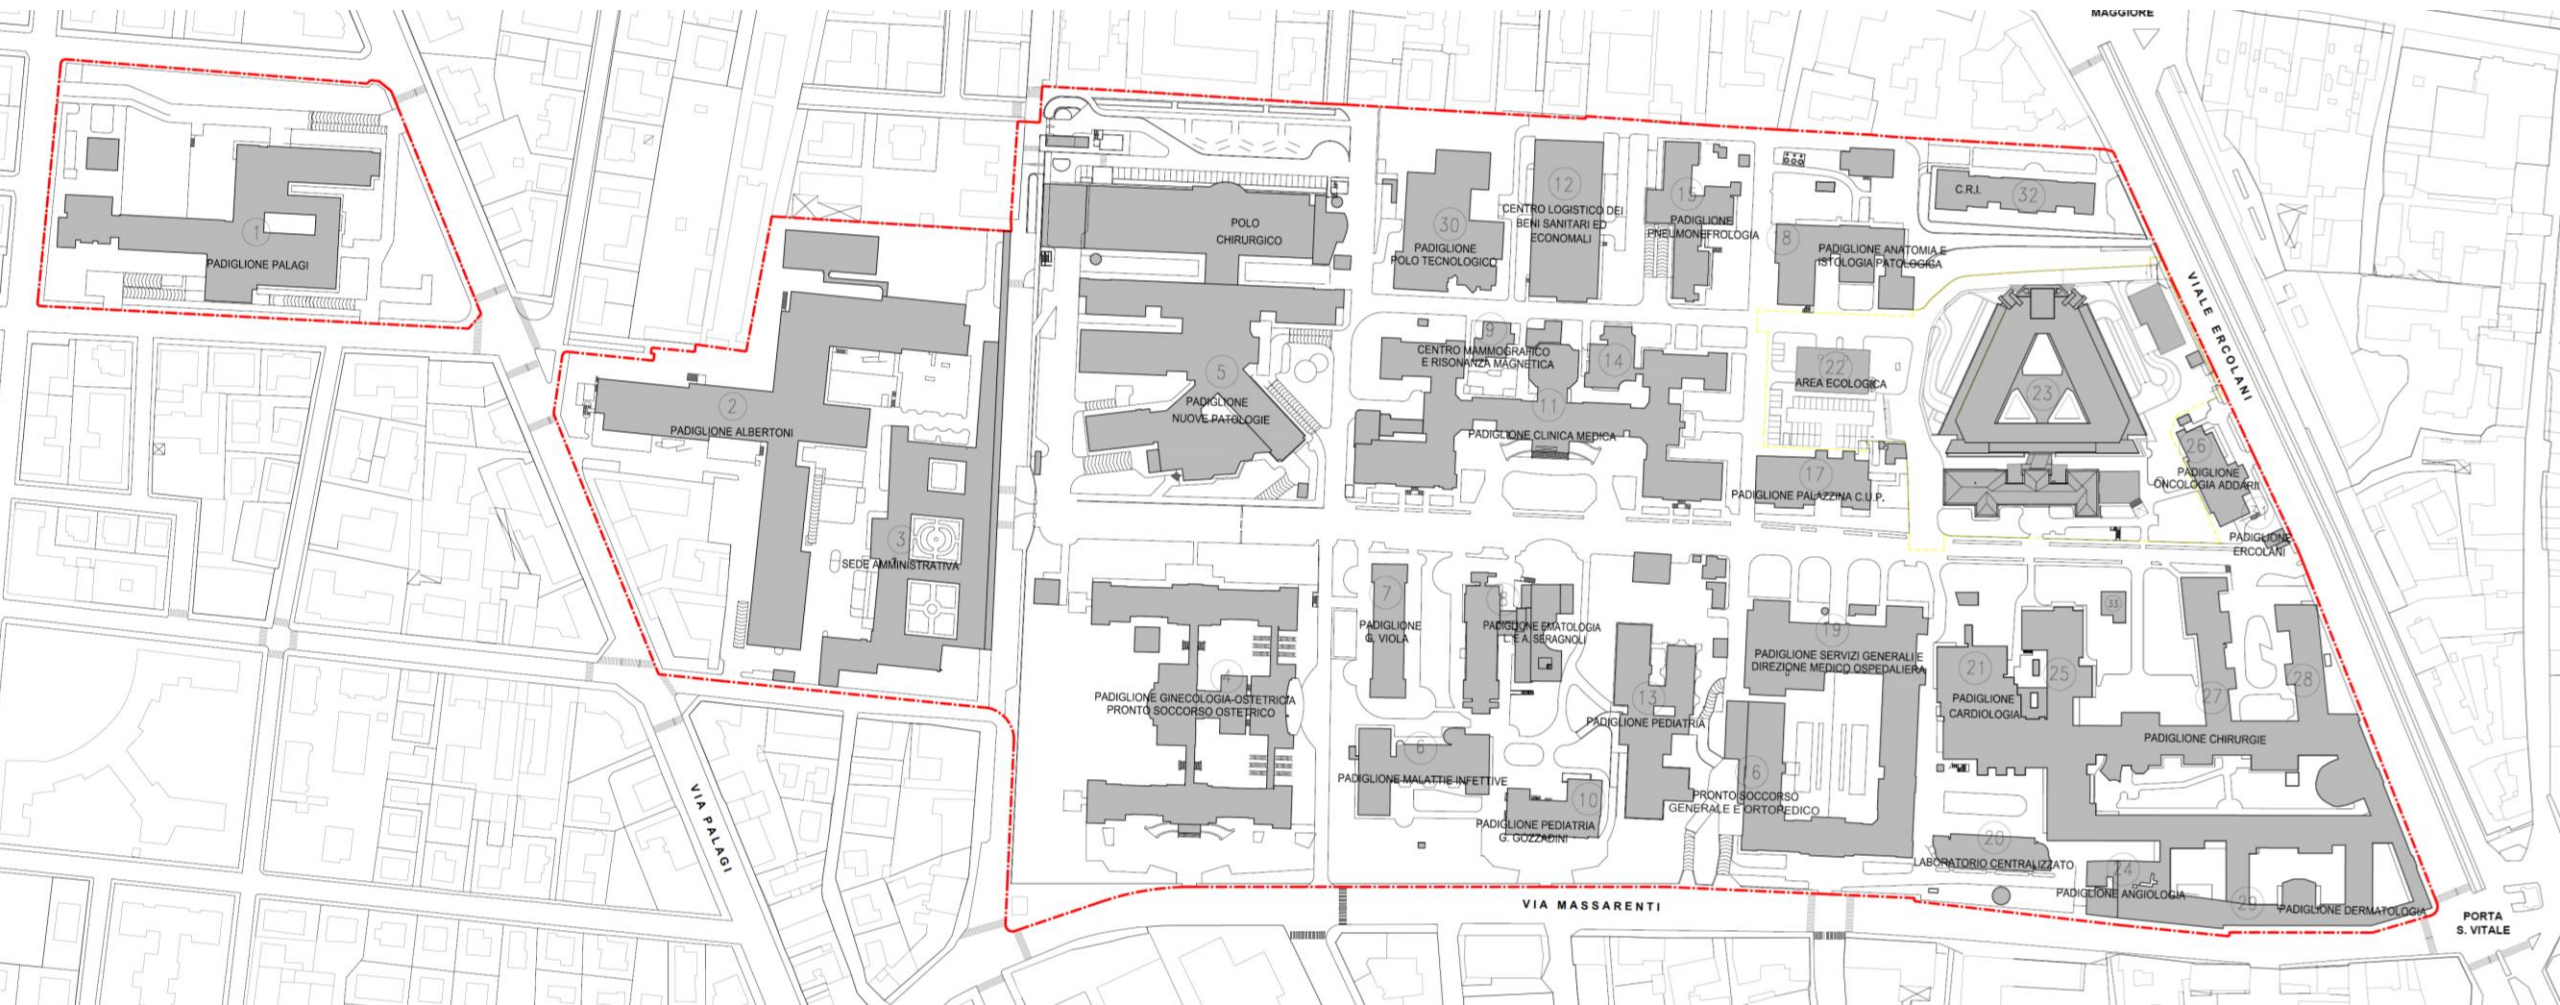 MAGGIORE
1
PADIGLIONE PALAGI
2
PADIGLIONE ALBERTONI
3
SEDE AMMINISTRATIVA
POLO
CHIRURGICO
5
PADIGLIONE
NUOVE PATOLOGIE
30
PADIGLIONE
POLO TECNOLOGICO
12
CENTRO LOGISTICO DEI
BENI SANITARI ED
ECONOMALI
15
PADIGLIONE
PNEUMONEFROLOGIA
18
PADIGLIONE ANATOMIA E
ISTOLOGIA PATOLOGICA
C.R.I.
32
9
CENTRO MAMMOGRAFICO
E RISONANZA MAGNETICA
14
11
PADIGLIONE CLINICA MEDICA
22
AREA ECOLOGICA
17
PADIGLIONE PALAZZINA C.U.P.
23
26
PADIGLIONE
ONCOLOGIA ADDARII
31
PADIGLIONE
ERCOLANI
VIALE ERCOLANI
4
PADIGLIONE GINECOLOGIA-OSTETRICIA
PRONTO SOCCORSO OSTETRICO
7
PADIGLIONE
G. VIOLA
8
PADIGLIONE EMATOLOGIA
L. E A. SERAGNOLI
6
PADIGLIONE MALATTIE INFETTIVE
10
PADIGLIONE PEDIATRIA
G. GOZZADINI
13
PADIGLIONE PEDIATRIA
16
PRONTO SOCCORSO
GENERALE E ORTOPEDICO
19
PADIGLIONE SERVIZI GENERALI E
DIREZIONE MEDICO OSPEDALIERA
21
PADIGLIONE
CARDIOLOGIA
25
33
27
28
PADIGLIONE CHIRURGIE
20
LABORATORIO CENTRALIZZATO
24
PADIGLIONE ANGIOLOGIA
29
PADIGLIONE DERMATOLOGIA
VIA PALAGI
VIA MASSARENTI
PORTA
S. VITALE